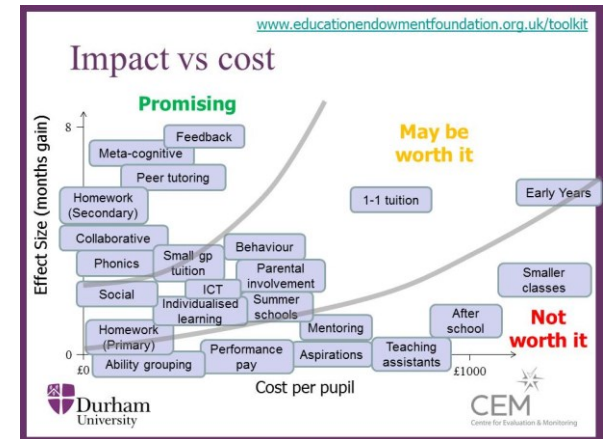 www.educationendowmentfoundation.org.uk/toolkit
Impact vs cost
Promising
May be
worth it
Not
worth it
Effect Size (months gain)
8
0
Feedback
Meta-cognitive
Peer tutoring
Homework
(Secondary)
1-1 tuition
Early Years
Collaborative
Behaviour
Phonics
Small gp
tuition
Parental
involvement
Smaller
classes
Social
ICT
Individualised
learning
Summer
schools
Homework
(Primary)
Mentoring
After
school
Ability grouping
Performance
pay
Aspirations
Teaching
assistants
£0
£1000
Cost per pupil
Durham
University
CEM
Centre for Evaluation & Monitoring